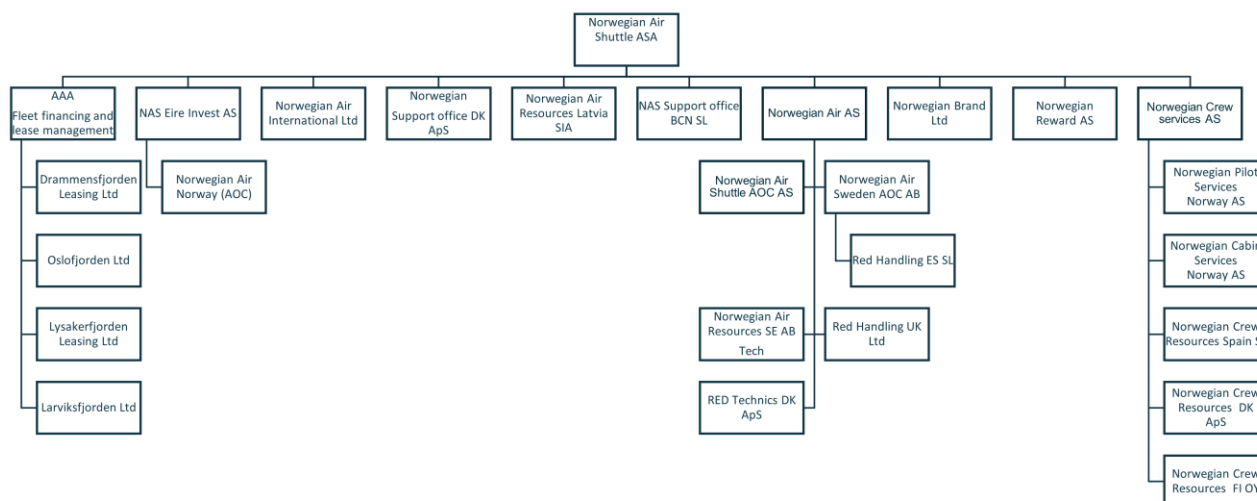 Norwegian Air
Shuttle ASA
AAA
Fleet financing and
lease management
NAS Eire Invest AS
Norwegian Air
International Ltd
Norwegian
Support office DK
ApS
Norwegian Air
Resources Latvia
SIA
NAS Support office
BCN SL
Norwegian Air AS
Norwegian Brand
Ltd
Norwegian
Reward AS
Norwegian Crew
services AS
Drammensfjorden
Leasing Ltd
Norwegian Air
Norway (AOC)
Norwegian Air
Shuttle AOC AS
Norwegian Air
Sweden AOC AB
Norwegian Pilot
Services
Norway AS
Oslofjorden Ltd
Red Handling ES SL
Norwegian Cabin
Services
Norway AS
Lysakerfjorden
Leasing Ltd
Norwegian Air
Resources SE AB
Tech
Red Handling UK
Ltd
Norwegian Crew
Resources Spain S
Larviksfjorden Ltd
RED Technics DK
ApS
Norwegian Crew
Resources DK
ApS
Norwegian Crew
Resources FI OY